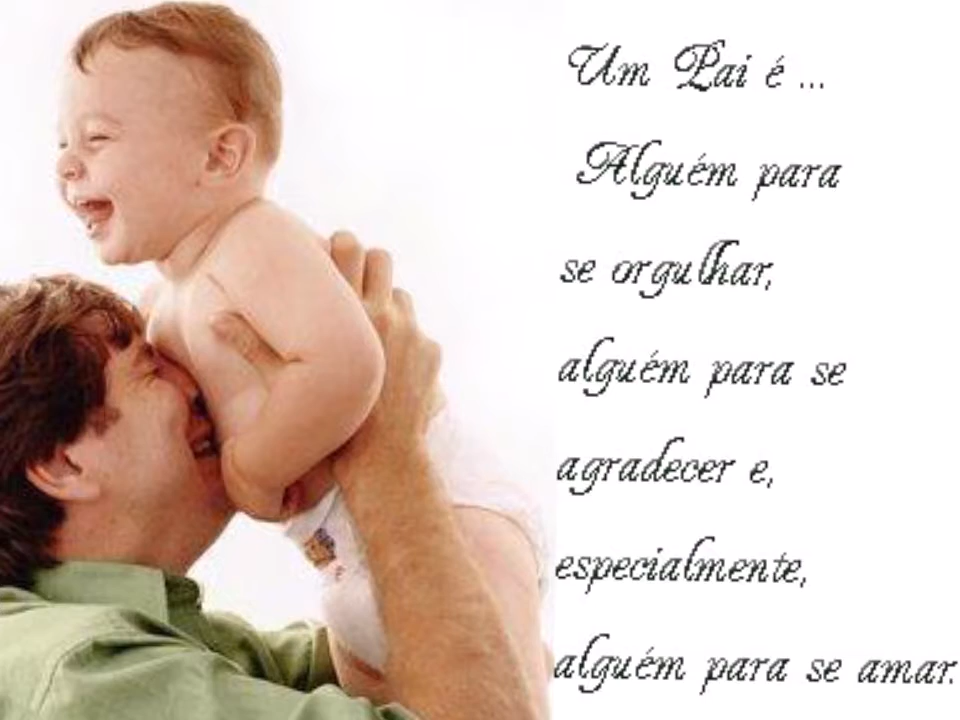 Um Pai é ...
Alguém para
se orgulhar,
alguém para se
agradecer e,
especialmente,
alguém para se amar.